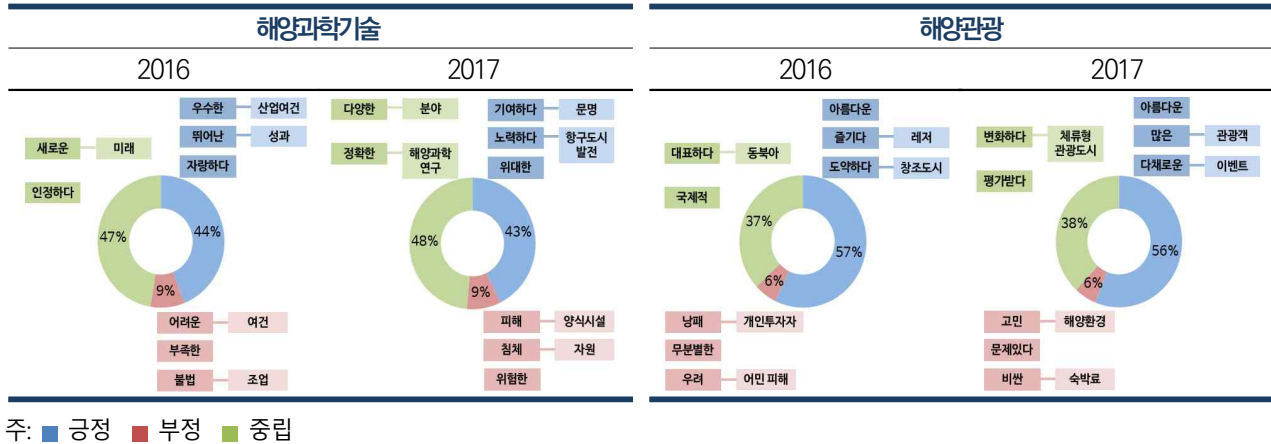 해양과학기술
해양관광
2016
2017
2016
2017
우수한 산업여건
뛰어난 성과
자랑하다
새로운 미래
인정하다
47%
44%
9%
어려운 여건
부족한
불법 조업
다양한 분야
정확한 해양과학
연구
기여하다 문명
노력하다 항구도시
발전
위대한
48%
43%
9%
피해 양식시설
침체 자원
위험한
아름다운
즐기다 레저
도약하다 창조도시
대표하다 동북아
국제적
37%
57%
6%
낭패 개인투자자
무분별한
우려 어민 피해
아름다운
많은 관광객
다채로운 이벤트
변화하다 체류형
관광도시
평가받다
38%
56%
6%
고민 해양환경
문제있다
비싼 숙박료
주: 긍정 부정 중립